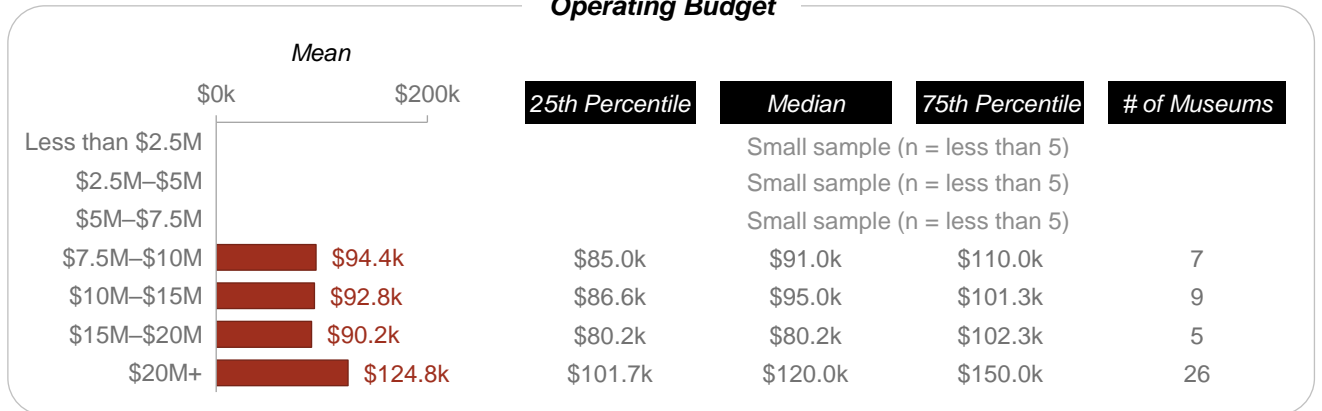 Operating Budget
Mean
$0k $200k 25th Percentile Median 75th Percentile # of Museums
Less than $2.5M Small sample (n = less than 5)
$2.5M–$5M Small sample (n = less than 5)
$5M–$7.5M Small sample (n = less than 5)
$7.5M–$10M $94.4k $85.0k $91.0k $110.0k 7
$10M–$15M $92.8k $86.6k $95.0k $101.3k 9
$15M–$20M $90.2k $80.2k $80.2k $102.3k 5
$20M+ $124.8k $101.7k $120.0k $150.0k 26